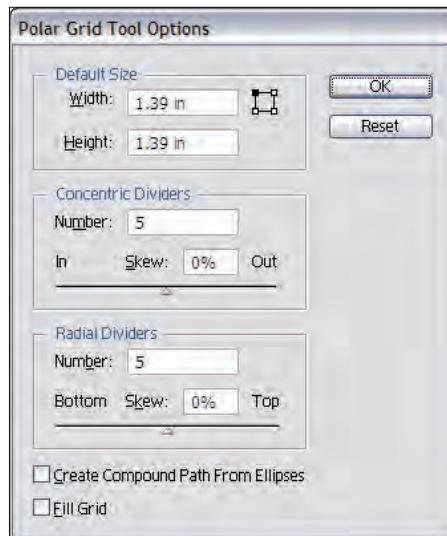 Polar Grid Tool Options
Default Size
Width: 1.39 in
Height: 1.39 in
OK
Reset
Concentric Dividers
Number: 5
In Skew: 0% Out
Radial Dividers
Number: 5
Bottom Skew: 0% Top
Create Compound Path From Ellipses
Fill Grid